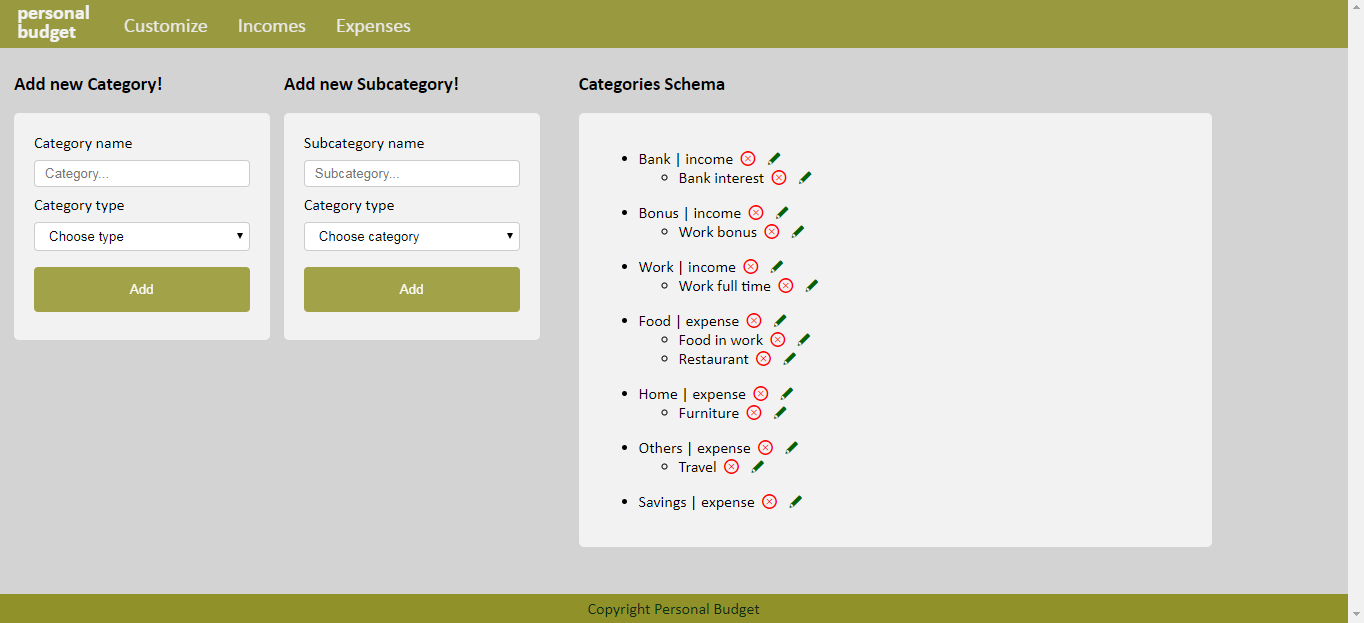 personal
budget
Customize Incomes Expenses
Add new Category!
Category name
Category...
Category type
Choose type
Add
Add new Subcategory!
Subcategory name
Subcategory...
Category type
Choose category
Add
Categories Schema
Bank | income
Bank interest
Bonus | income
Work bonus
Work | income
Work full time
Food | expense
Food in work
Restaurant
Home | expense
Furniture
Others | expense
Travel
Savings | expense
Copyright Personal Budget